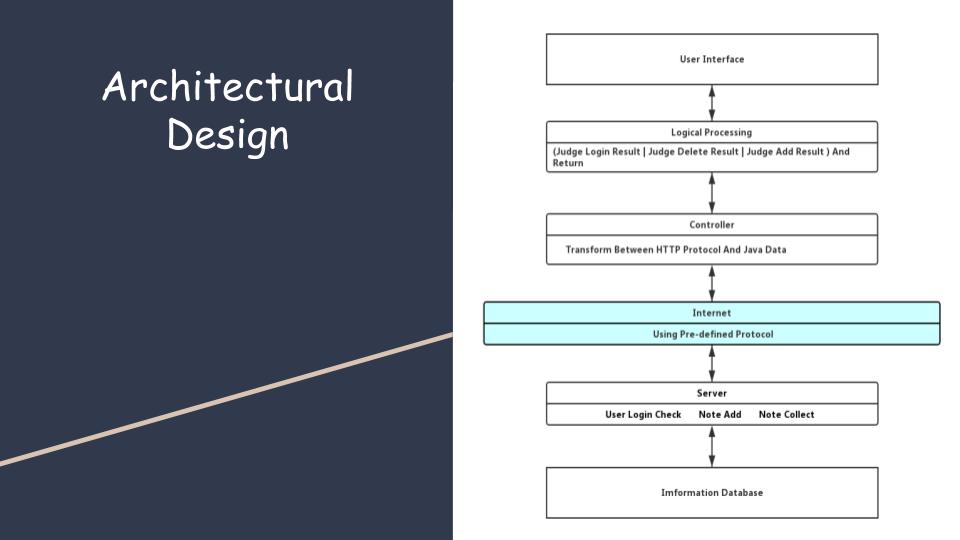 Architectural
Design
User Interface
Logical Processing
(Judge Login Result | Judge Delete Result | Judge Add Result ) And
Return
Controller
Transform Between HTTP Protocol And Java Data
Internet
Using Pre-defined Protocol
Server
User Login Check Note Add Note Collect
Imformation Database